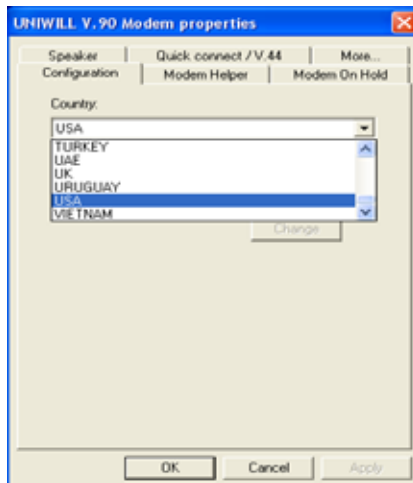 UNIWILL V.90 Modem properties
Speaker Quick connect / V.44 More...
Configuration Modem Helper Modem On Hold
Country:
USA
TURKEY
UAE
UK
URUGUAY
USA
VIETNAM
Change
OK Cancel Apply